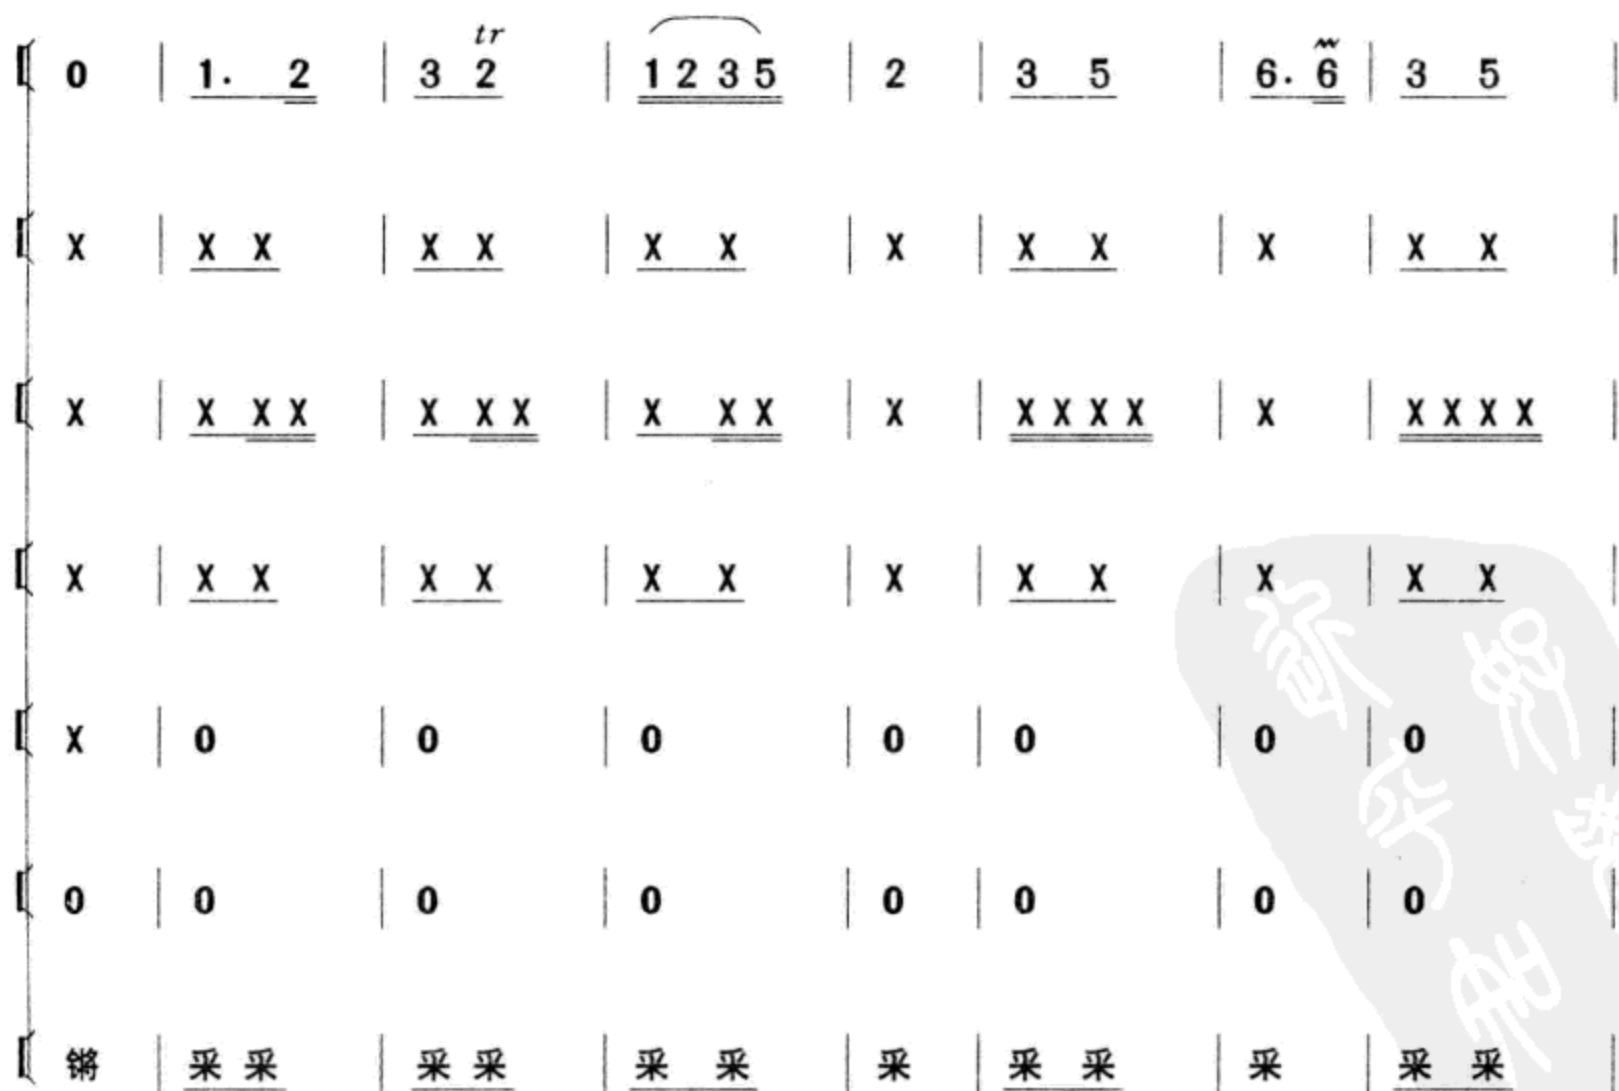 tr
0 | 1. 2 | 3 2 | 1 2 3 5 | 2 | 3 5 | 6. 6 | 3 5 |
X | X X | X X | X X | X | X X | X | X X |
X | X X X | X X X | X X X | X | X X X X | X | X X X X |
X | X X | X X | X X | X | X X | X | X X |
X | 0 | 0 | 0 | 0 | 0 | 0 | 0 |
0 | 0 | 0 | 0 | 0 | 0 | 0 | 0 |
锵 | 采 采 | 采 采 | 采 采 | 采 | 采 采 | 采 | 采 采 |